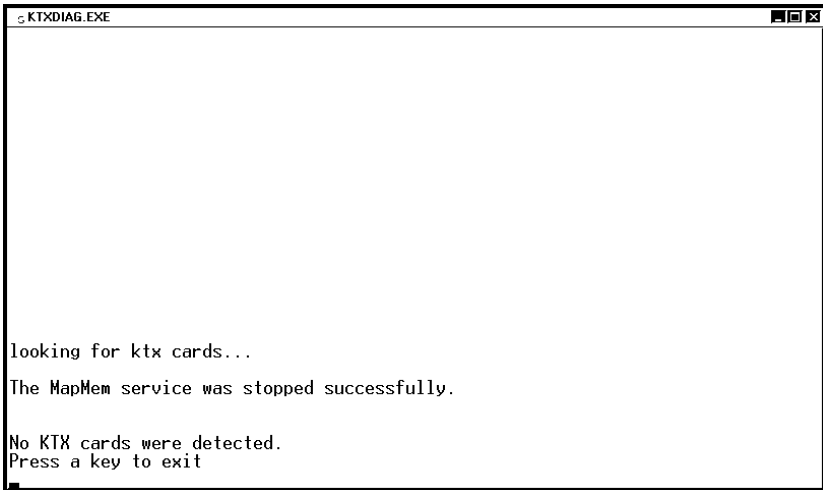 KTXDIAG.EXE
looking for ktx cards...
The MapMem service was stopped successfully.
No KTX cards were detected.
Press a key to exit